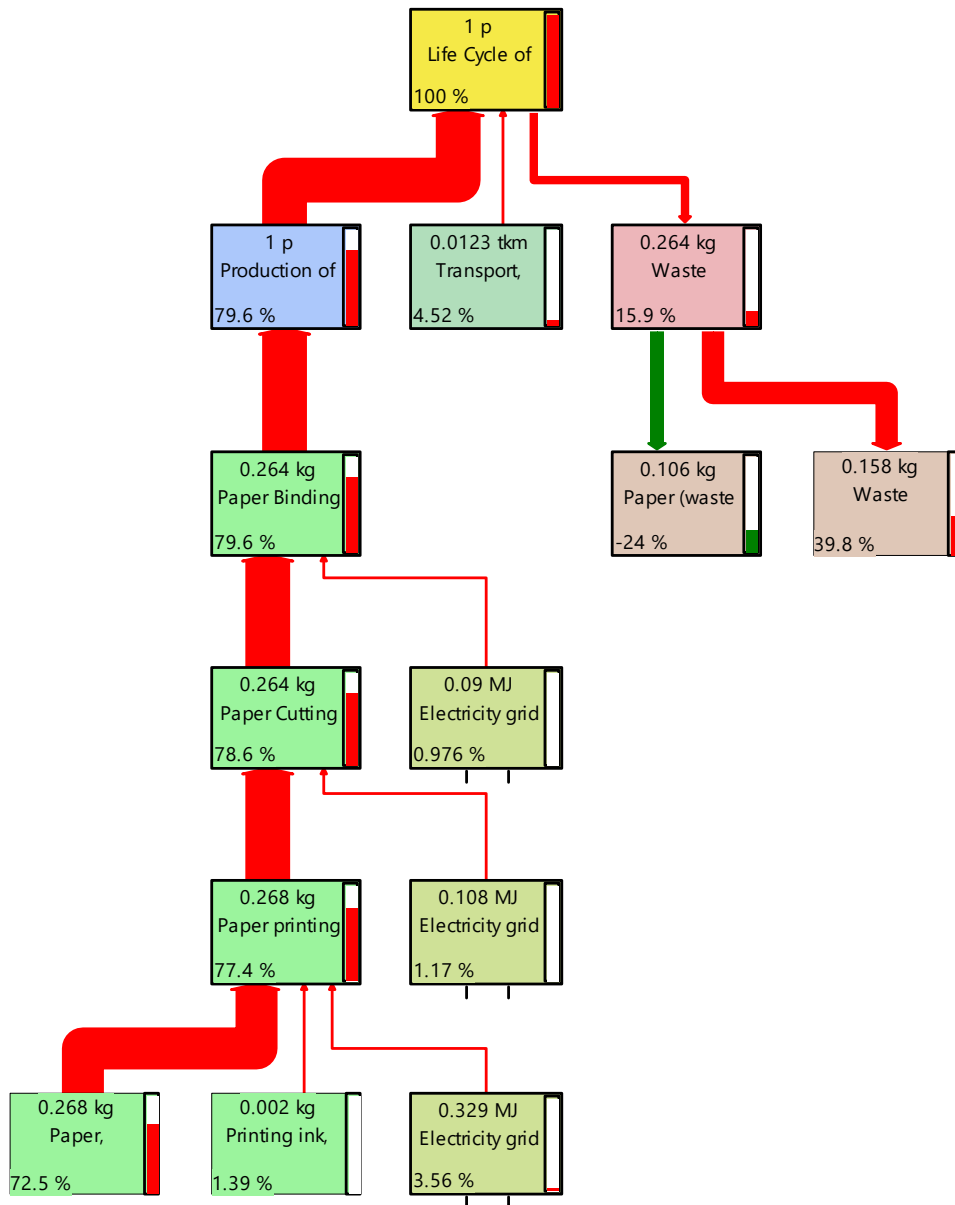 1 p
Life Cycle of
100 %
1 p
Production of
79.6 %
0.0123 tkm
Transport,
4.52 %
0.264 kg
Waste
15.9 %
0.264 kg
Paper Binding
79.6 %
0.106 kg
Paper (waste
-24 %
0.158 kg
Waste
39.8 %
0.264 kg
Paper Cutting
78.6 %
0.09 MJ
Electricity grid
0.976 %
0.268 kg
Paper printing
77.4 %
0.108 MJ
Electricity grid
1.17 %
0.268 kg
Paper,
72.5 %
0.002 kg
Printing ink,
1.39 %
0.329 MJ
Electricity grid
3.56 %